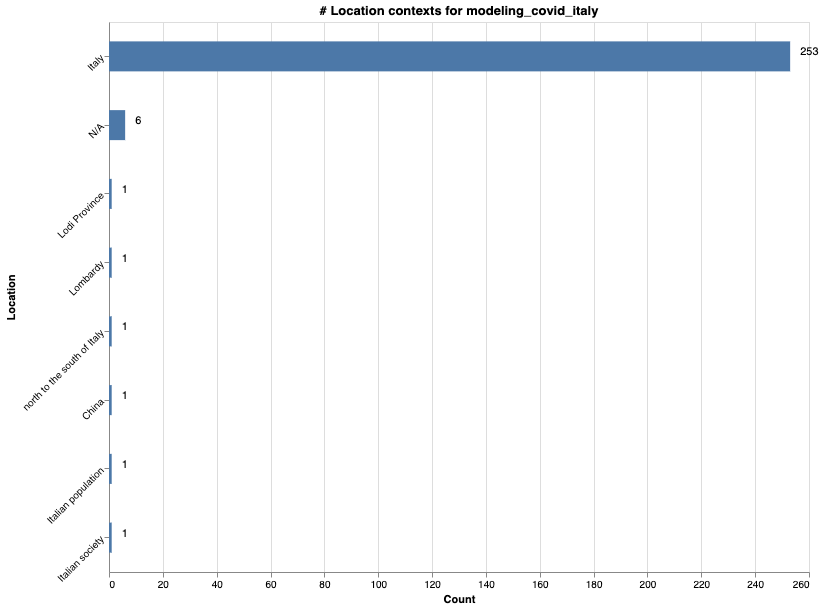 # Location contexts for modeling_covid_italy
Location
Italy
253
N/A
6
Lodi Province
1
Lombardy
1
north to the south of Italy
1
China
1
Italian population
1
Italian society
1
0 20 40 60 80 100 120 140 160 180 200 220 240 260
Count